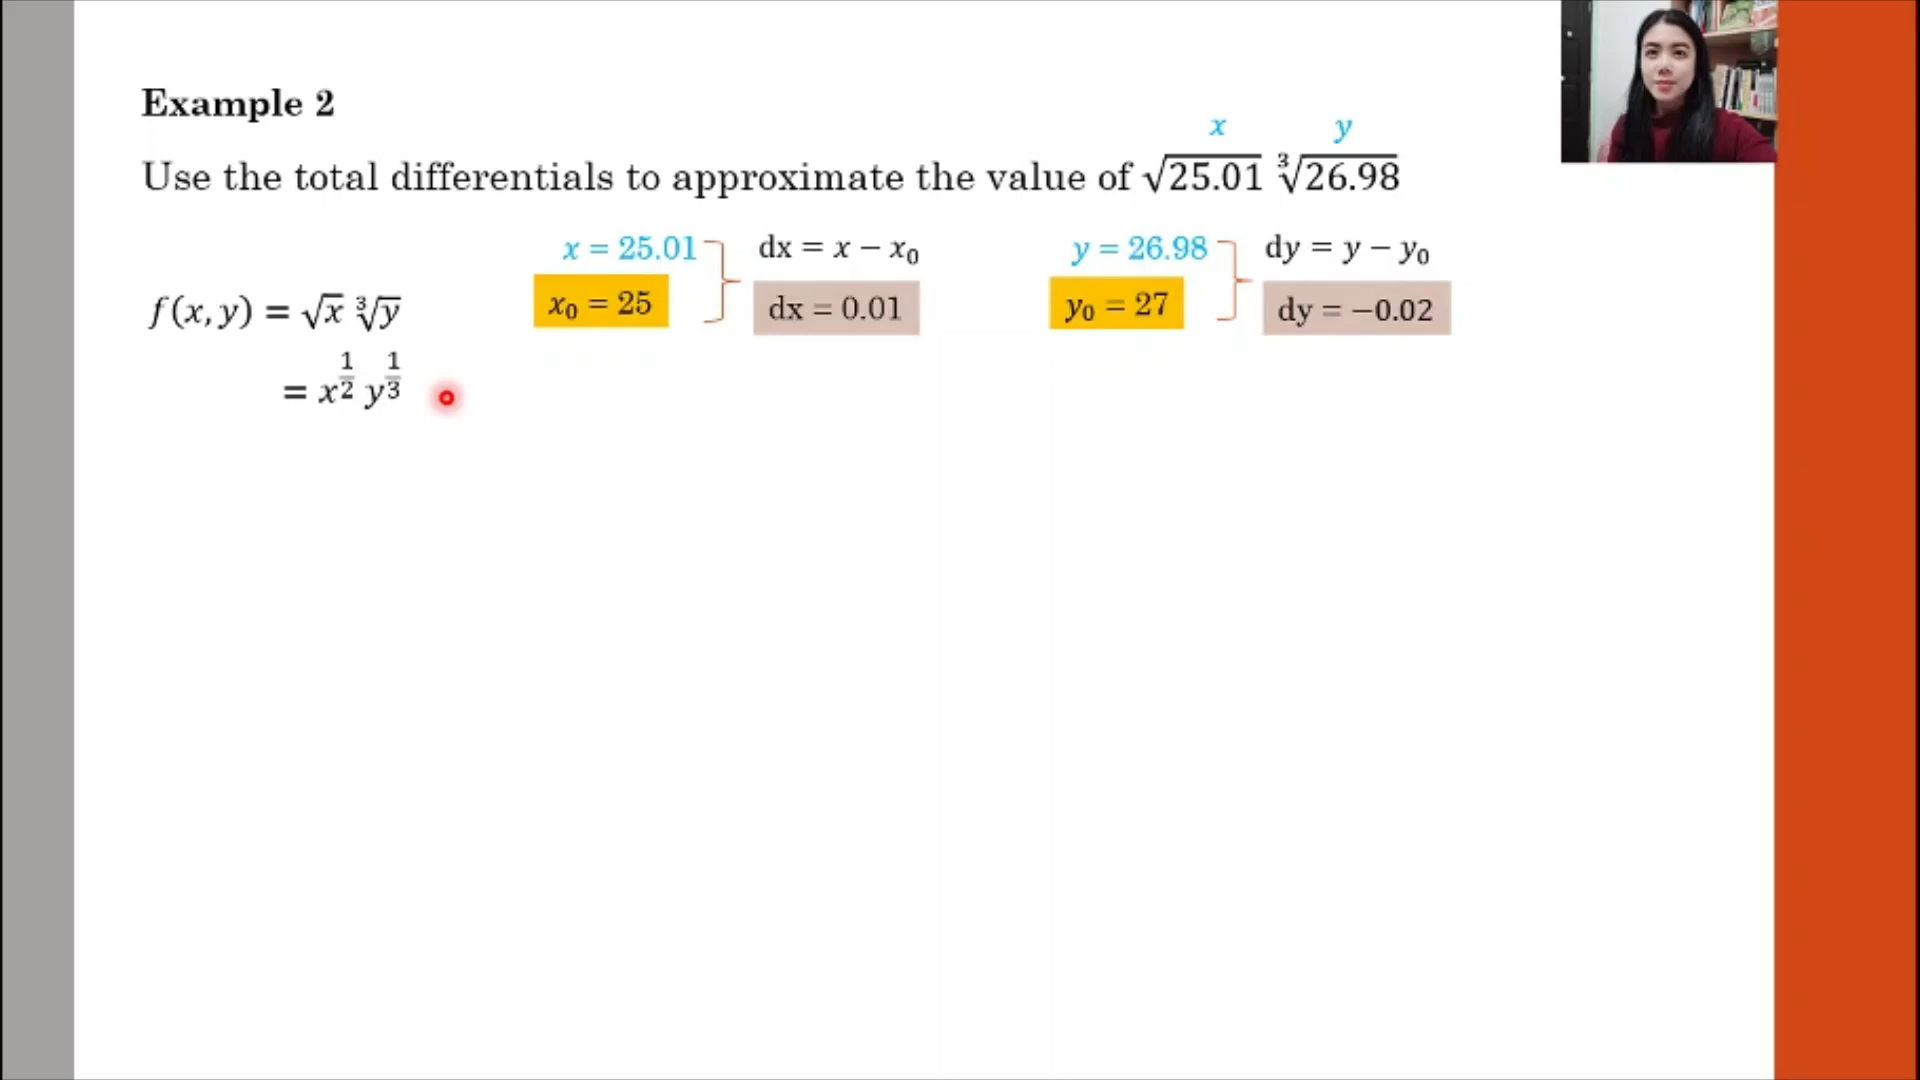 Example 2
x y
Use the total differentials to approximate the value of √25.01 ∛26.98
x = 25.01 dx = x − x₀ y = 26.98 dy = y − y₀
f(x, y) = √x ∛y x₀ = 25 dx = 0.01 y₀ = 27 dy = −0.02
= x^{1/2} y^{1/3}